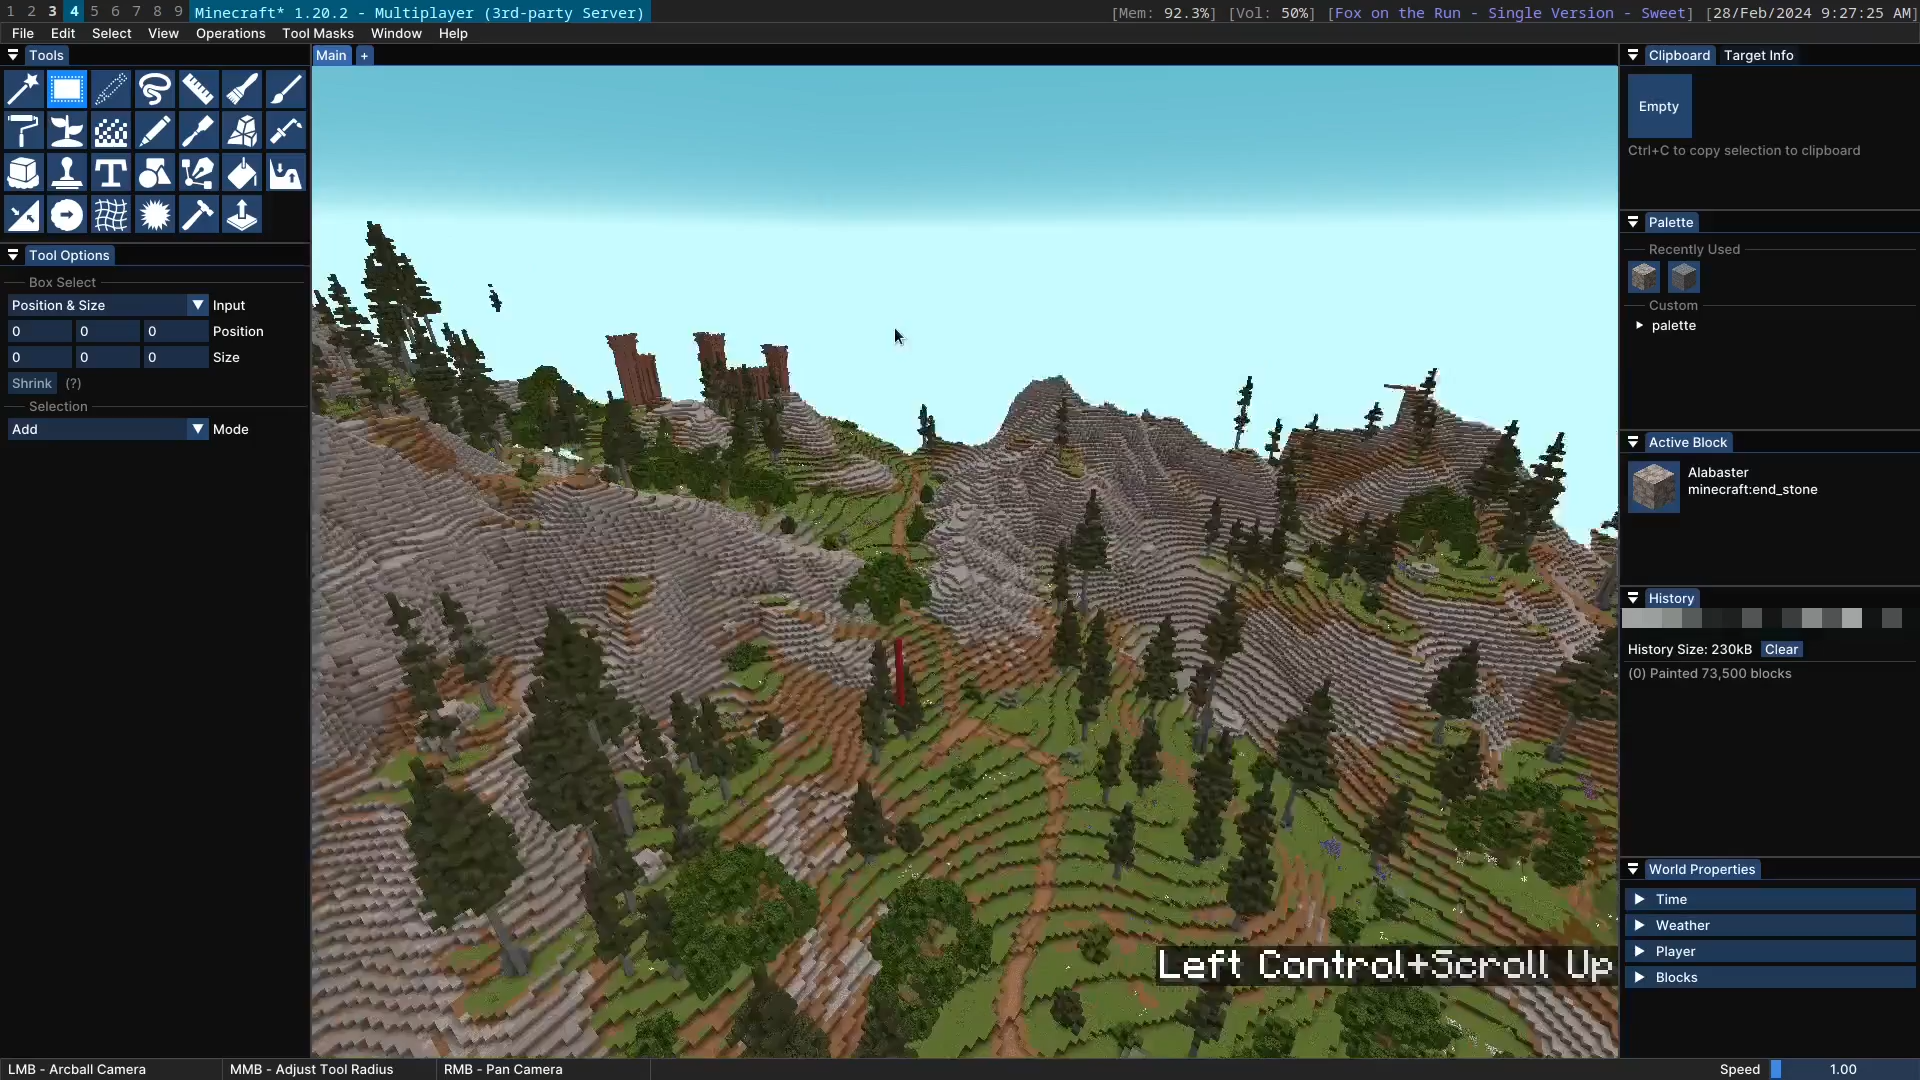 1 2 3 4 5 6 7 8 9 Minecraft* 1.20.2 - Multiplayer (3rd-party Server) [Mem: 92.3%] [Vol: 50%] [Fox on the Run - Single Version - Sweet] [28/Feb/2024 9:27:25 AM]
File Edit Select View Operations Tool Masks Window Help
Tools
Main +
Clipboard Target Info
Empty
Ctrl+C to copy selection to clipboard
Palette
Recently Used
Custom
palette
Tool Options
Box Select
Position & Size Input
0 0 0 Position
0 0 0 Size
Shrink (?)
Selection
Add Mode
Active Block
Alabaster
minecraft:end_stone
History
History Size: 230kB Clear
(0) Painted 73,500 blocks
World Properties
Time
Weather
Player
Blocks
Left Control+Scroll Up
LMB - Arcball Camera MMB - Adjust Tool Radius RMB - Pan Camera Speed 1.00